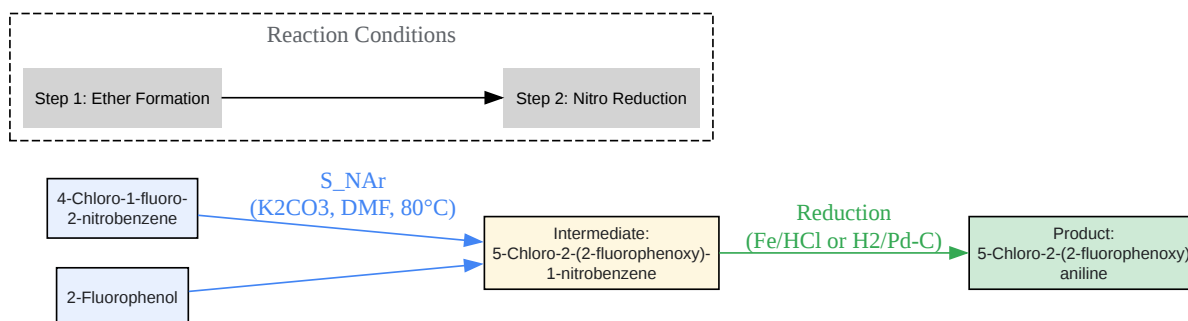 Reaction Conditions
Step 1: Ether Formation
Step 2: Nitro Reduction
4-Chloro-1-fluoro-
2-nitrobenzene
S_NAr
(K2CO3, DMF, 80°C)
2-Fluorophenol
Intermediate:
5-Chloro-2-(2-fluorophenoxy)-
1-nitrobenzene
Reduction
(Fe/HCl or H2/Pd-C)
Product:
5-Chloro-2-(2-fluorophenoxy)
aniline